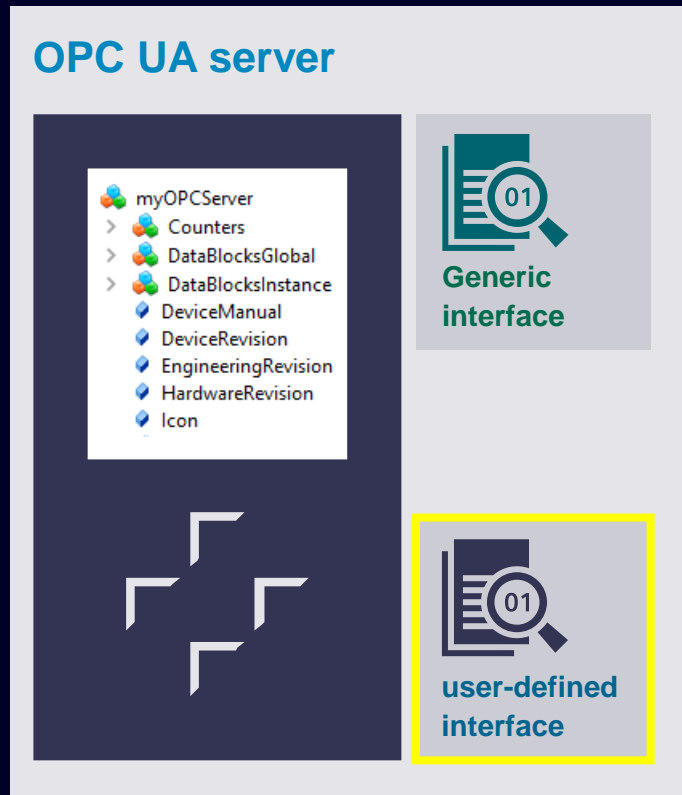 OPC UA server
myOPCServer
Counters
DataBlocksGlobal
DataBlocksInstance
DeviceManual
DeviceRevision
EngineeringRevision
HardwareRevision
Icon
01
Generic
interface
01
user-defined
interface